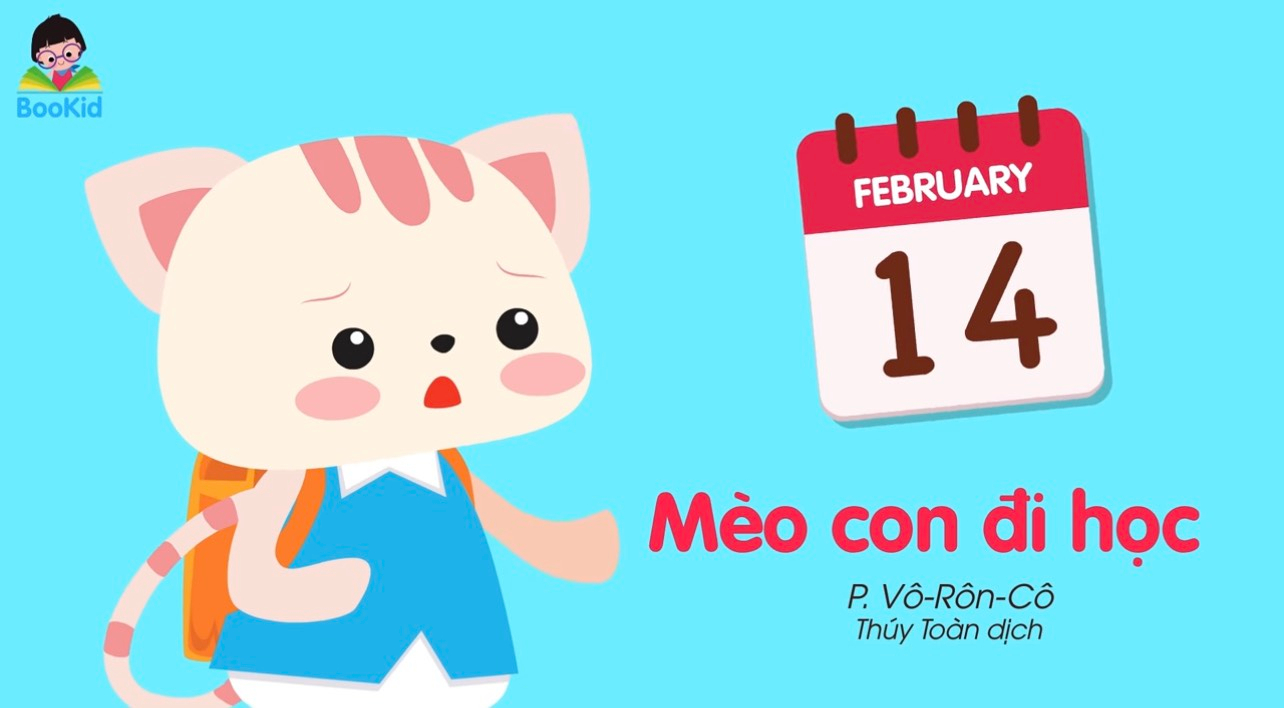 BooKid
FEBRUARY
14
Mèo con đi học
P. Vô-Rôn-Cô
Thúy Toàn dịch